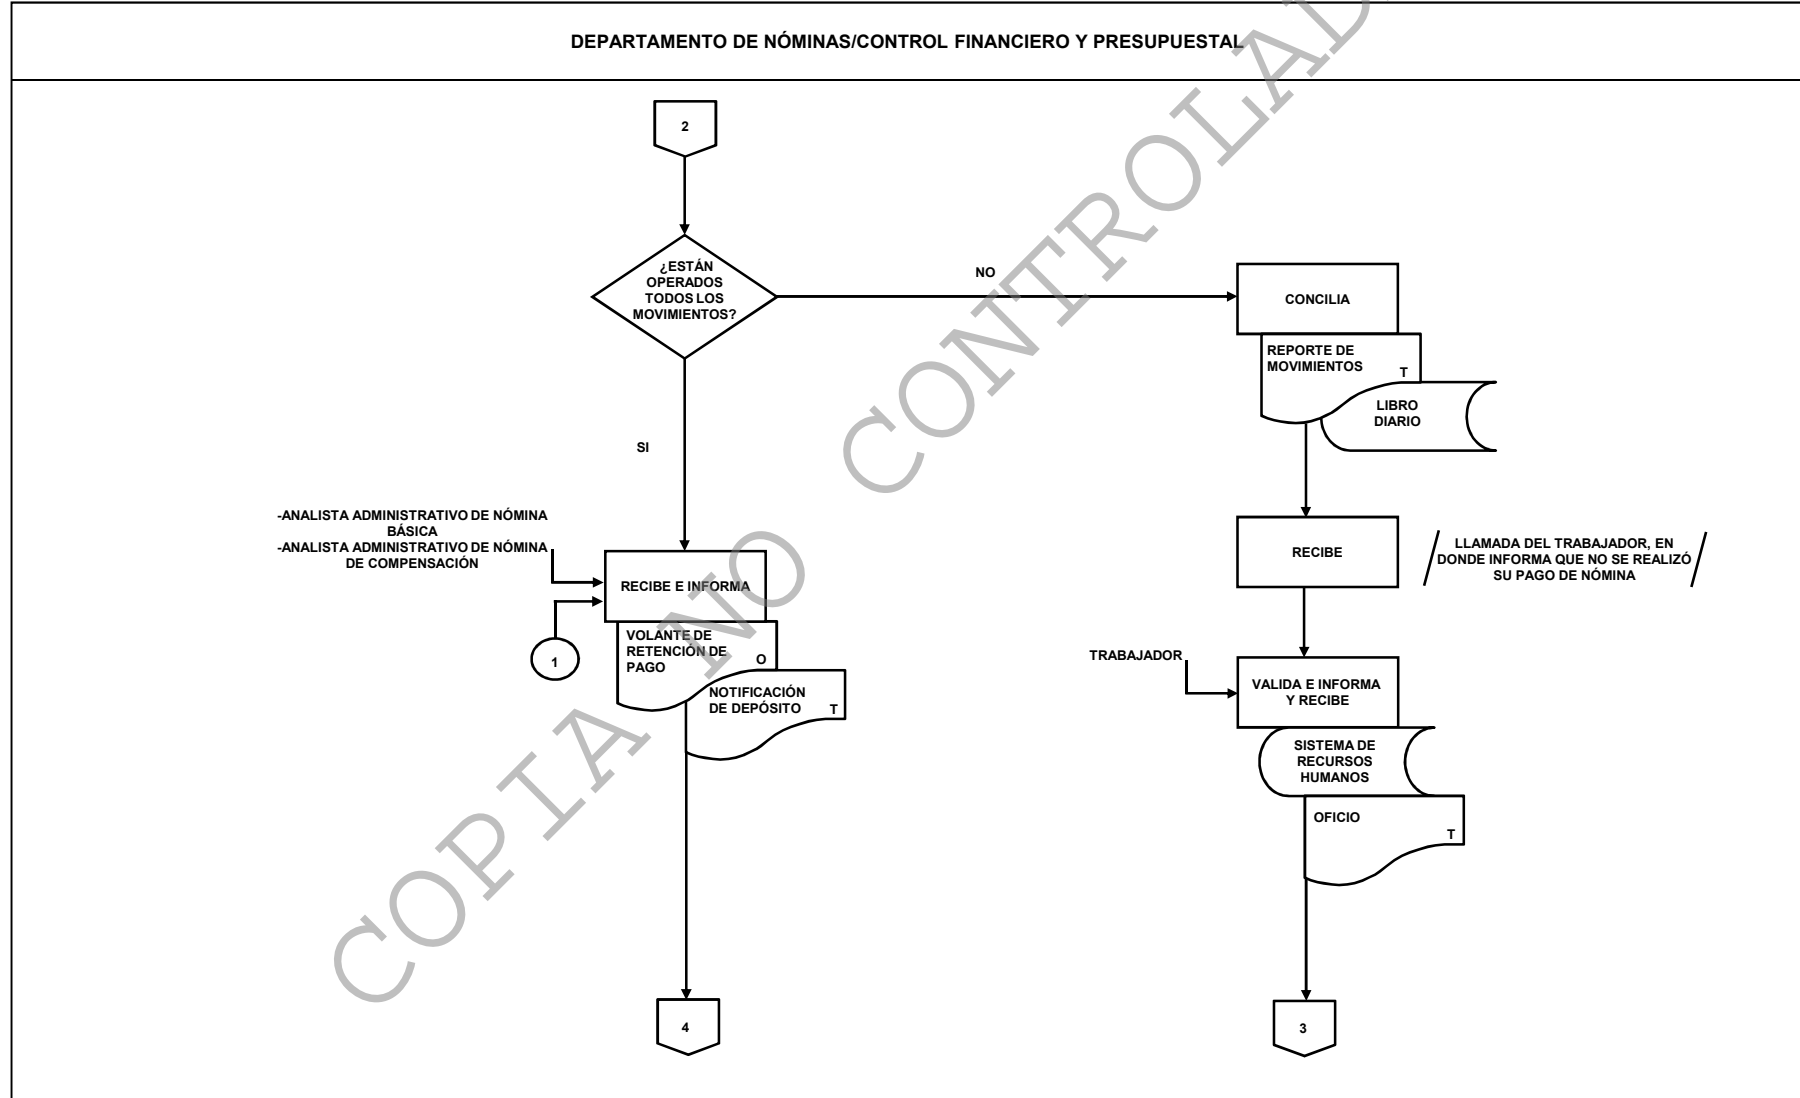 DEPARTAMENTO DE NÓMINAS/CONTROL FINANCIERO Y PRESUPUESTAL
2
¿ESTÁN
OPERADOS
TODOS LOS
MOVIMIENTOS?
NO
CONCILIA
REPORTE DE
MOVIMIENTOS
T
LIBRO
DIARIO
SI
-ANALISTA ADMINISTRATIVO DE NÓMINA
BÁSICA
-ANALISTA ADMINISTRATIVO DE NÓMINA
DE COMPENSACIÓN
RECIBE E INFORMA
1
VOLANTE DE
RETENCIÓN DE
PAGO
O
NOTIFICACIÓN
DE DEPÓSITO
T
RECIBE
LLAMADA DEL TRABAJADOR, EN
DONDE INFORMA QUE NO SE REALIZÓ
SU PAGO DE NÓMINA
TRABAJADOR
VALIDA E INFORMA
Y RECIBE
SISTEMA DE
RECURSOS
HUMANOS
OFICIO
T
4
3
COPIA NO CONTROLAD